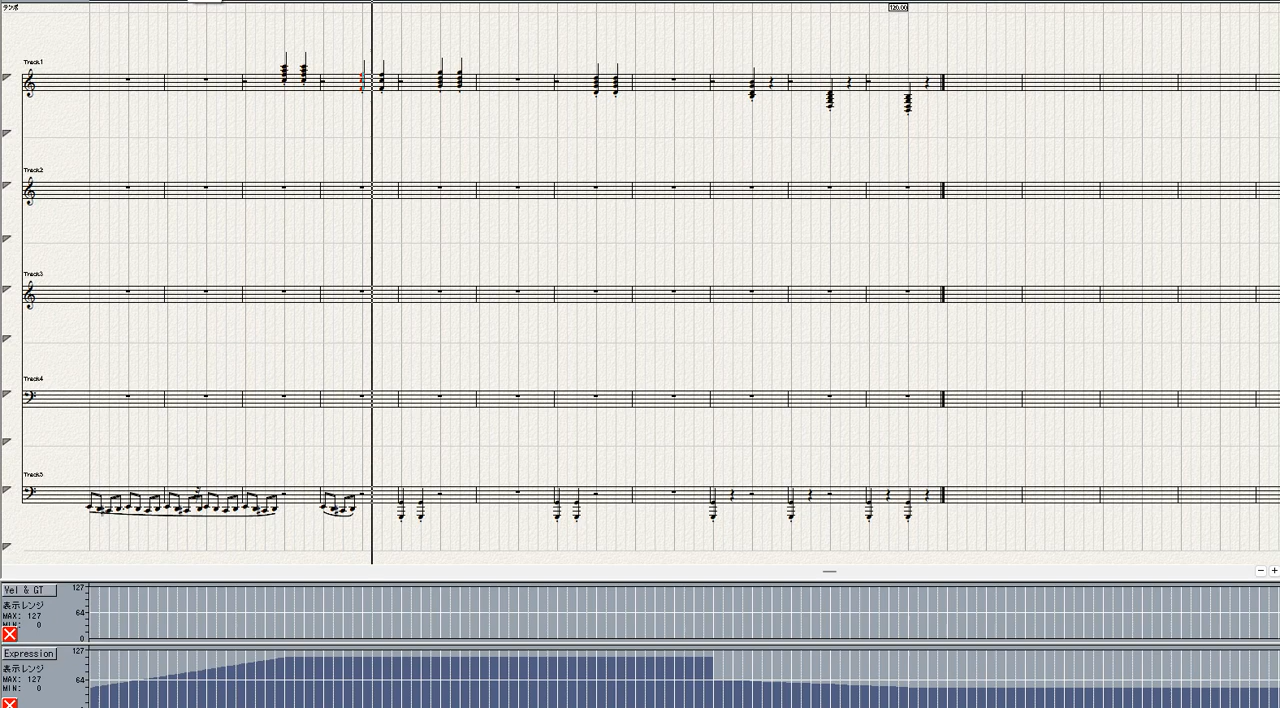 テンポ
120.00
Track1
Track2
Track3
Track4
Track5
Vel & GT
127
表示レンジ
64
MAX: 127
MIN: 0
0
Expression
127
表示レンジ
64
MAX: 127
MIN: 0